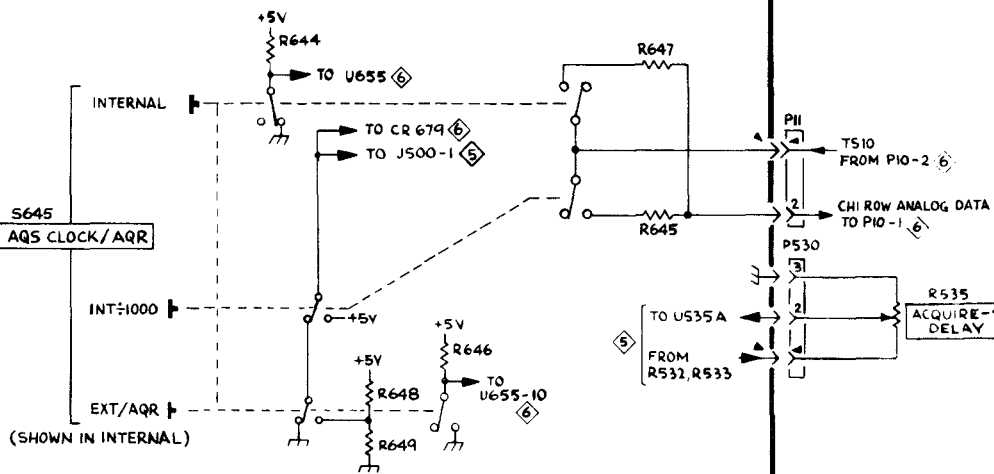 +5V
R644
TO U655 6
INTERNAL
TO CR 679 6
TO J500-1 5
S645
AQS CLOCK/AQR
INT÷1000
+5V
EXT/AQR
(SHOWN IN INTERNAL)
+5V
R648
R649
+5V
R646
TO
U655-10
6
R647
R645
P11
TS10
FROM P10-2 6
2
CH1 ROW ANALOG DATA
TO P10-1 6
P530
3
2
TO U535A
5
FROM
R532, R533
R535
ACQUIRE-
DELAY